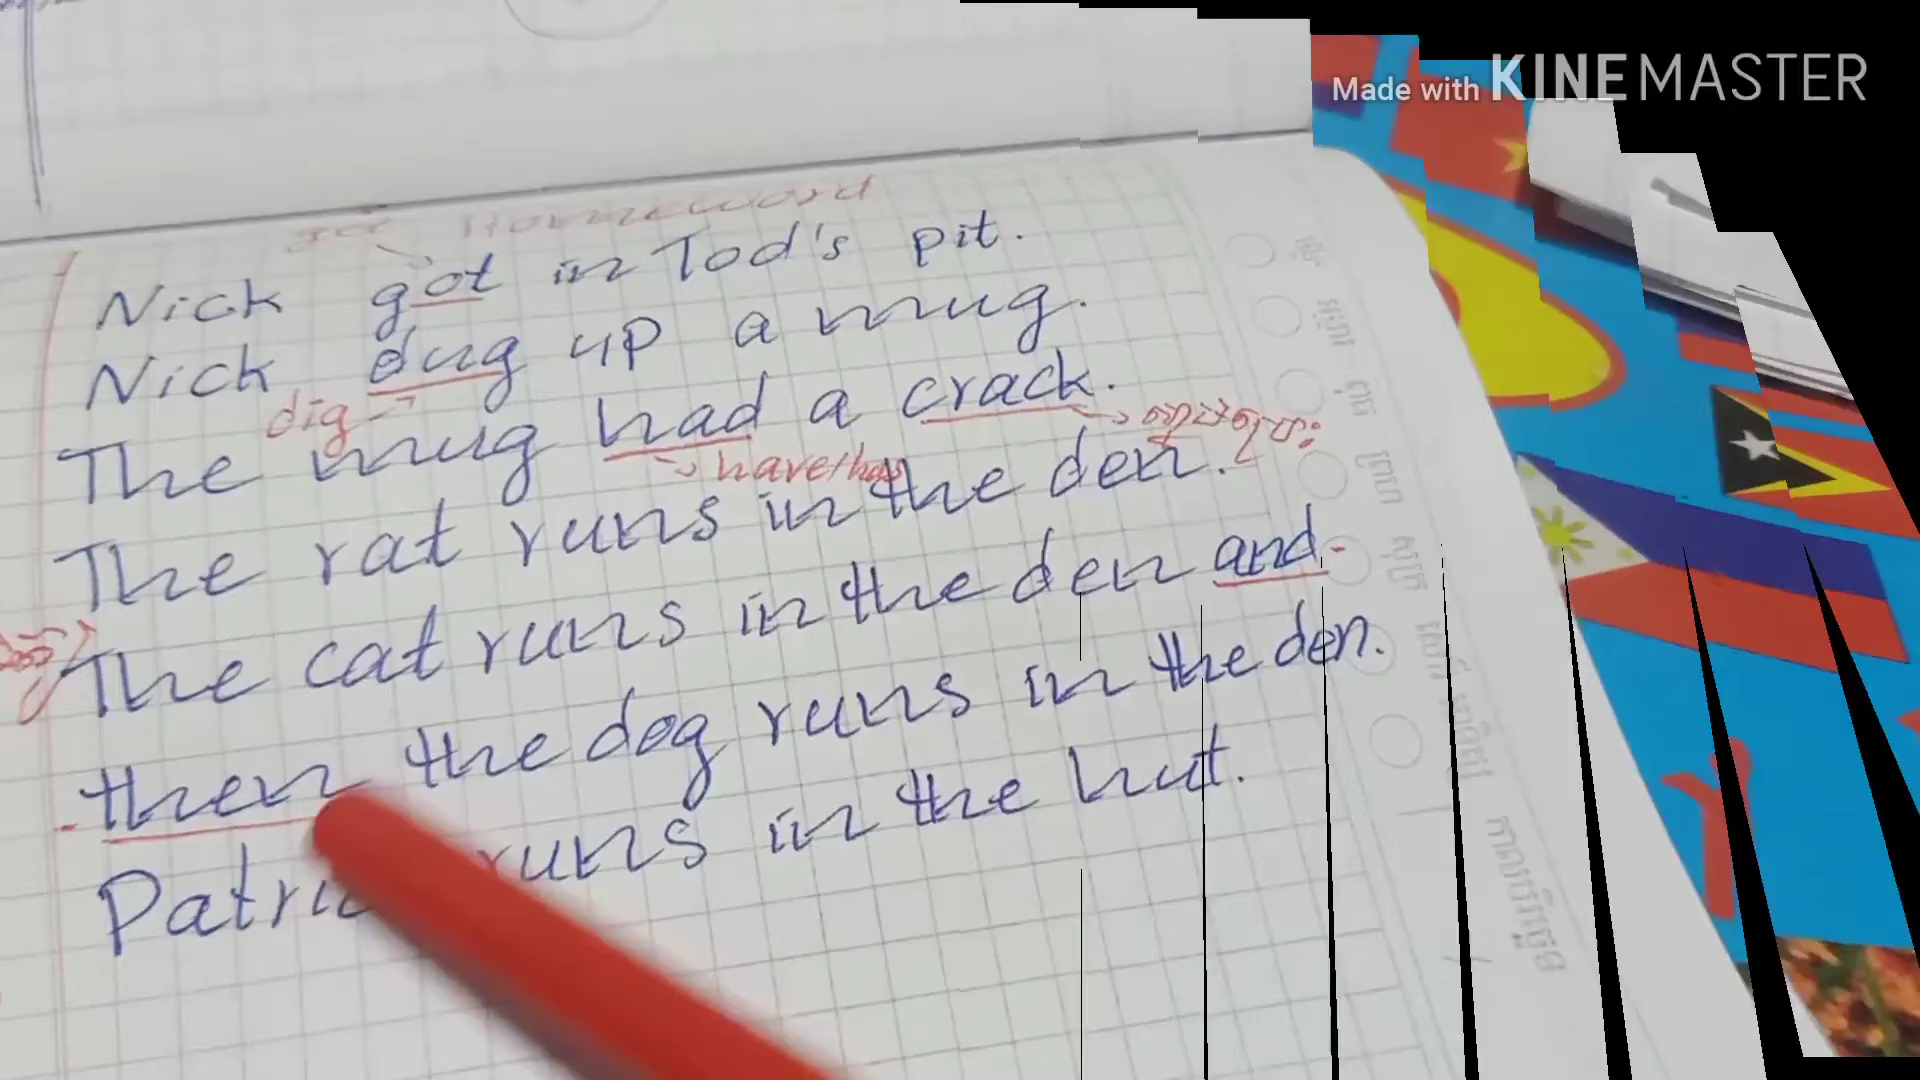 Made with KINEMASTER
Homeword
Nick got in Tod's pit.
Nick dug up a mug.
dig
The mug had a crack.
have/has
The rat runs in the den.
The cat runs in the den and
then the dog runs in the den.
runs in the hut.